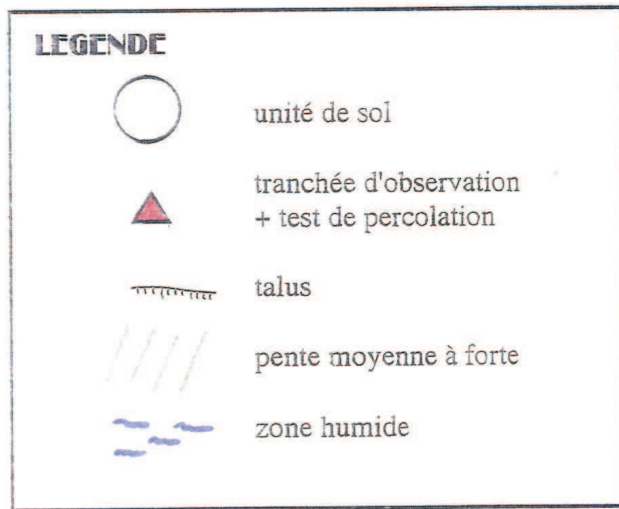 LEGENDE
unité de sol
tranchée d'observation
+ test de percolation
talus
pente moyenne à forte
zone humide